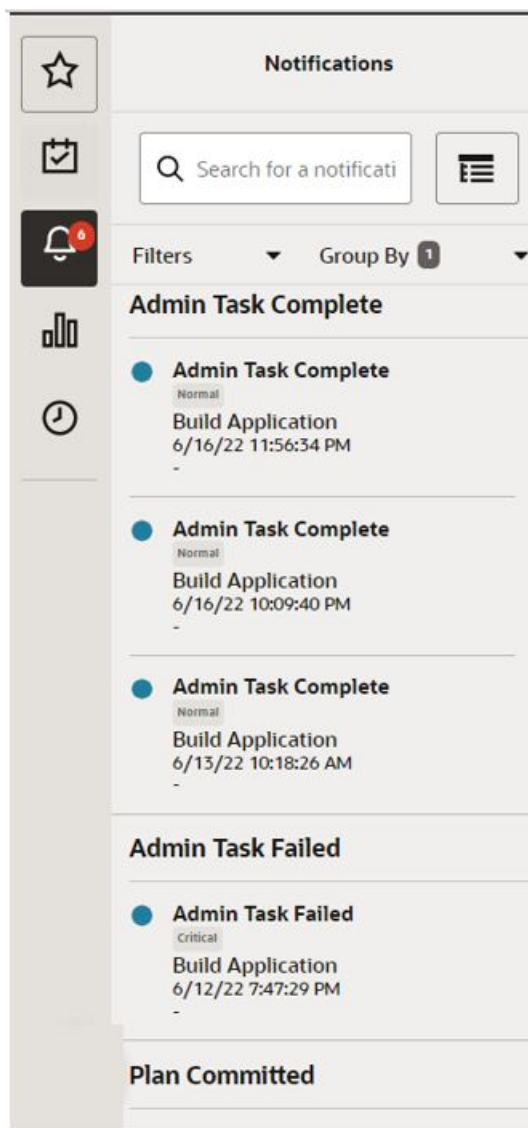 Notifications
Search for a notificati
6
Filters
Group By 1
Admin Task Complete
Admin Task Complete
Normal
Build Application
6/16/22 11:56:34 PM
-
Admin Task Complete
Normal
Build Application
6/16/22 10:09:40 PM
-
Admin Task Complete
Normal
Build Application
6/13/22 10:18:26 AM
-
Admin Task Failed
Admin Task Failed
Critical
Build Application
6/12/22 7:47:29 PM
-
Plan Committed